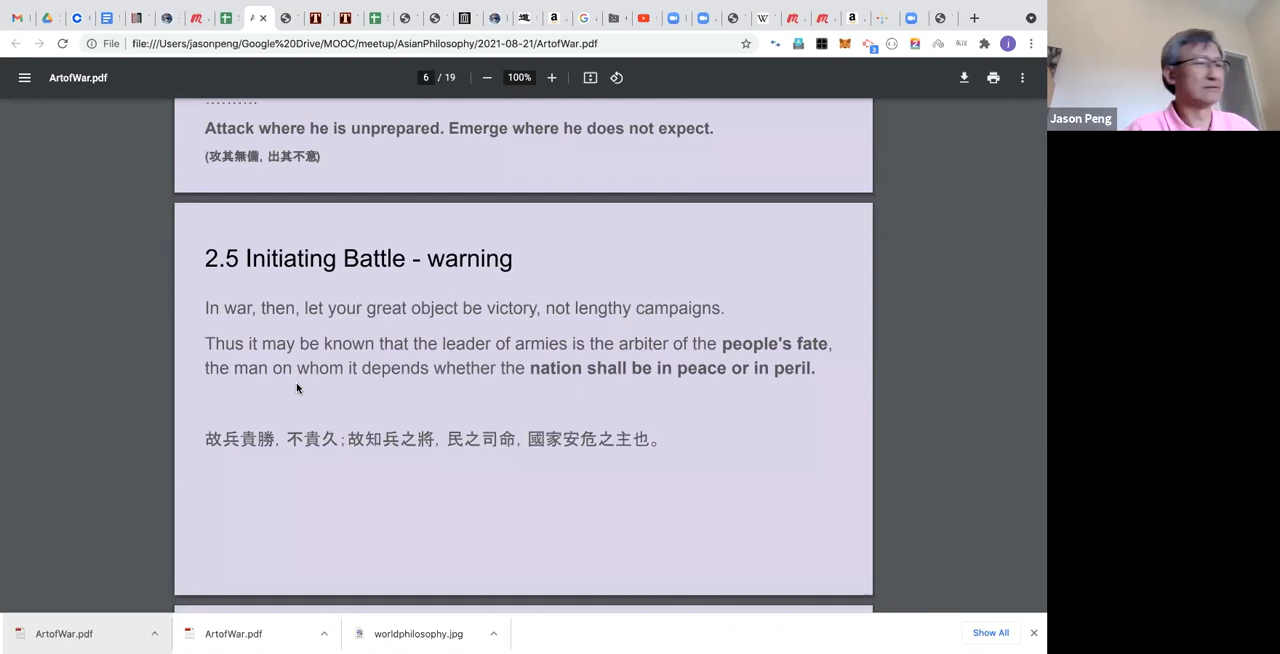 File
file:///Users/jasonpeng/Google%20Drive/MOOC/meetup/AsianPhilosophy/2021-08-21/ArtofWar.pdf
ArtofWar.pdf
6 / 19
100%
Jason Peng
Attack where he is unprepared. Emerge where he does not expect.
(攻其無備, 出其不意)
2.5 Initiating Battle - warning
In war, then, let your great object be victory, not lengthy campaigns.
Thus it may be known that the leader of armies is the arbiter of the people's fate,
the man on whom it depends whether the nation shall be in peace or in peril.
故兵貴勝, 不貴久;故知兵之將, 民之司命, 國家安危之主也。
ArtofWar.pdf
ArtofWar.pdf
worldphilosophy.jpg
Show All